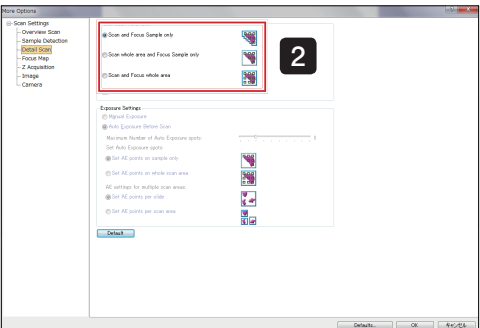 More Options
Scan Settings
Overview Scan
Sample Detection
Detail Scan
Focus Map
Z Acquisition
Image
Camera
Scan and Focus Sample only
Scan whole area and Focus Sample only
Scan and Focus whole area
2
Exposure Settings
Manual Exposure
Auto Exposure Before Scan
Maximum Number of Auto Exposure spots:
8
Set Auto Exposure spots:
Set AE points on sample only
Set AE points on whole scan area
AE settings for multiple scan areas:
Set AE points per slide
Set AE points per scan area
Default
Defaults...
OK
キャンセル